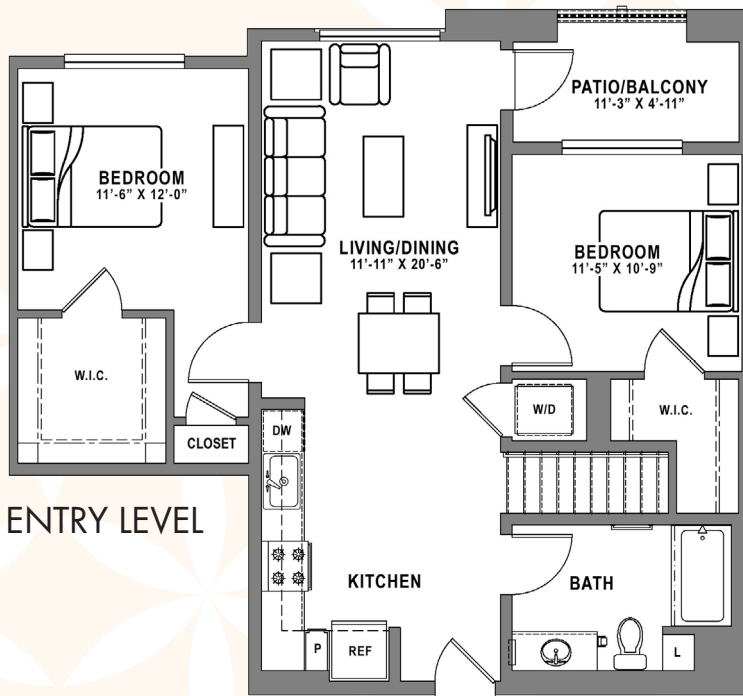 PATIO/BALCONY
11'-3" X 4'-11"
BEDROOM
11'-6" X 12'-0"
LIVING/DINING
11'-11" X 20'-6"
BEDROOM
11'-5" X 10'-9"
W.I.C.
CLOSET
DW
W/D
W.I.C.
ENTRY LEVEL
KITCHEN
BATH
P
REF
L